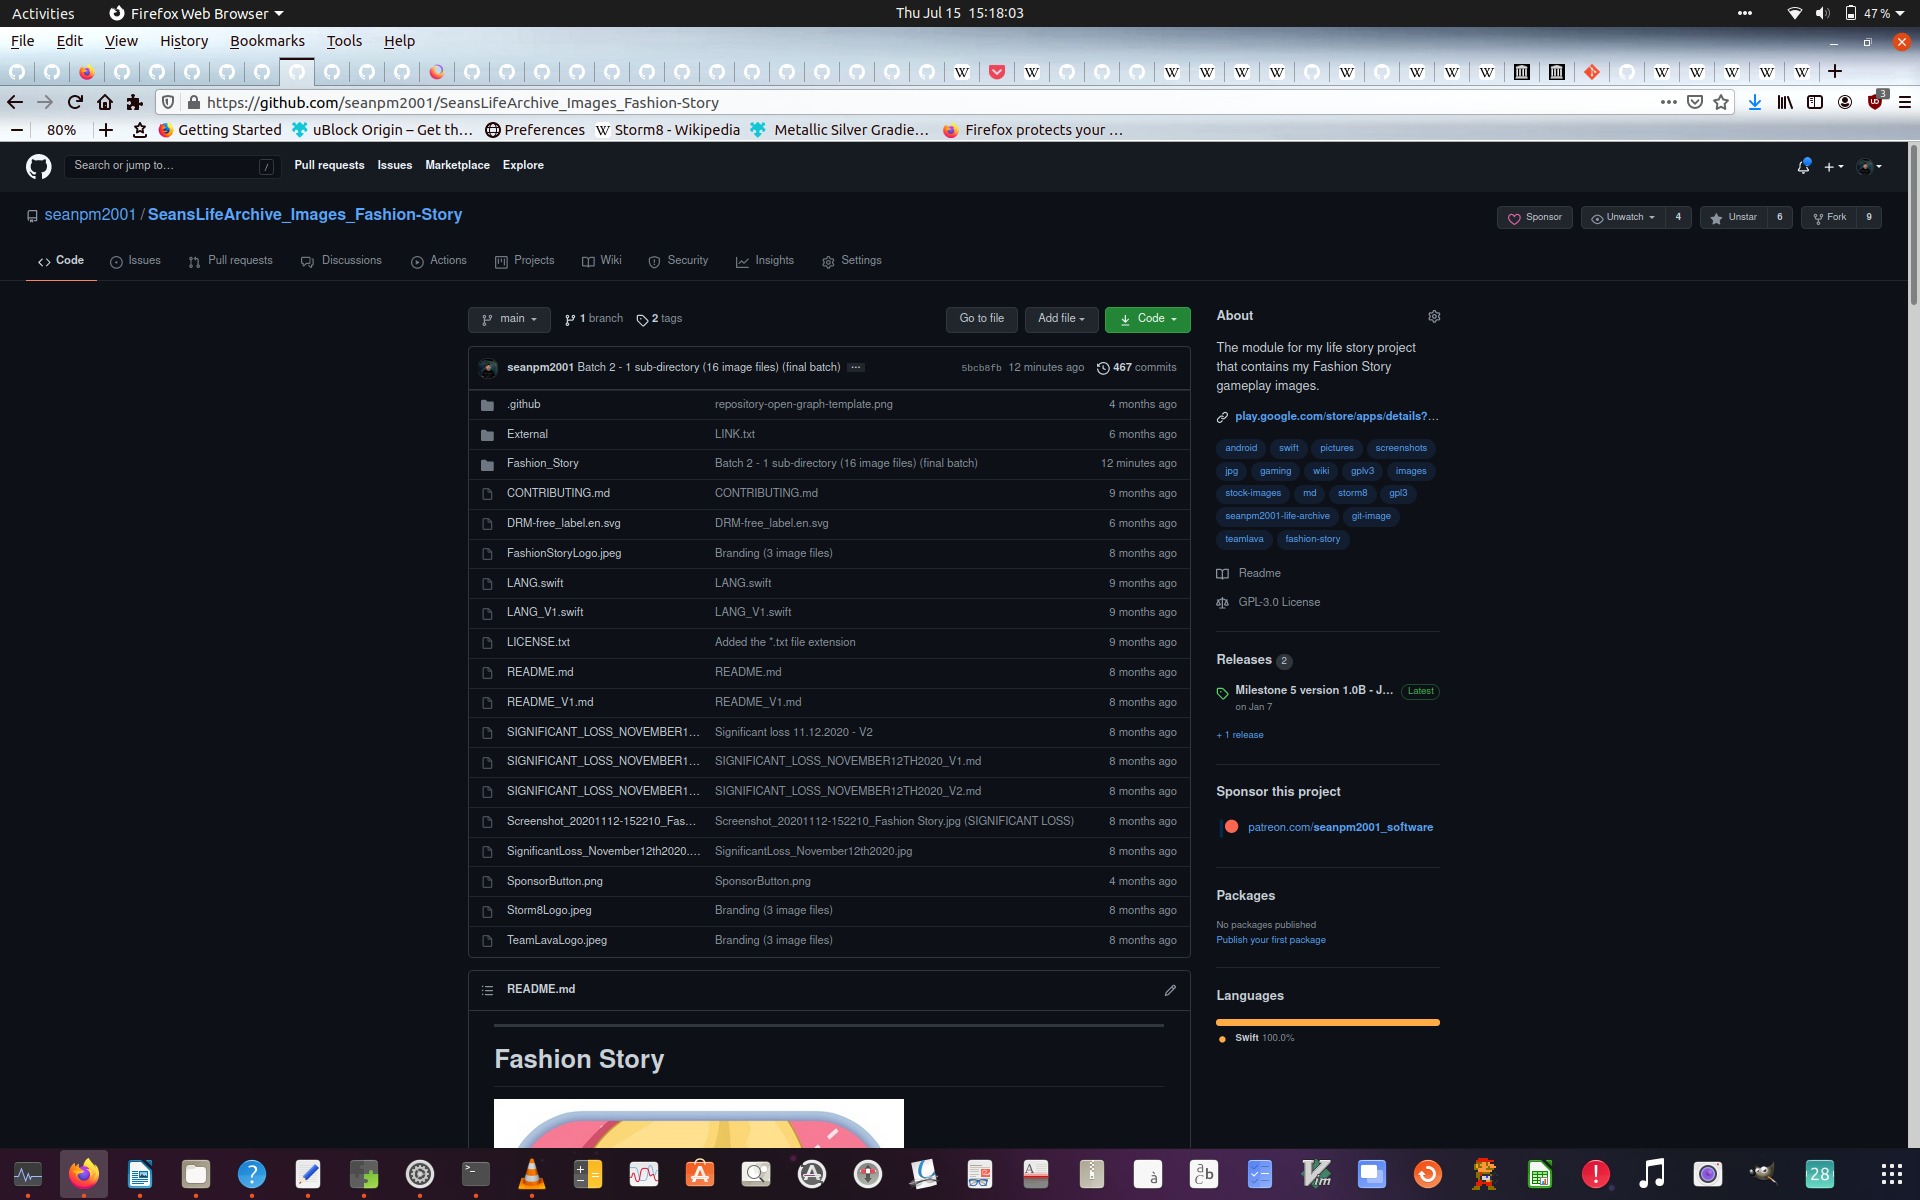 Activities Firefox Web Browser Thu Jul 15 15:18:03 47 %
File Edit View History Bookmarks Tools Help
https://github.com/seanpm2001/SeansLifeArchive_Images_Fashion-Story 3
80% Getting Started uBlock Origin – Get th… Preferences Storm8 - Wikipedia Metallic Silver Gradie… Firefox protects your …
Search or jump to… / Pull requests Issues Marketplace Explore
seanpm2001 / SeansLifeArchive_Images_Fashion-Story
Sponsor Unwatch 4 Unstar 6 Fork 9
Code Issues Pull requests Discussions Actions Projects Wiki Security Insights Settings
main 1 branch 2 tags Go to file Add file Code
seanpm2001 Batch 2 - 1 sub-directory (16 image files) (final batch) … 5bcb8fb 12 minutes ago 467 commits
.github repository-open-graph-template.png 4 months ago
External LINK.txt 6 months ago
Fashion_Story Batch 2 - 1 sub-directory (16 image files) (final batch) 12 minutes ago
CONTRIBUTING.md CONTRIBUTING.md 9 months ago
DRM-free_label.en.svg DRM-free_label.en.svg 6 months ago
FashionStoryLogo.jpeg Branding (3 image files) 8 months ago
LANG.swift LANG.swift 9 months ago
LANG_V1.swift LANG_V1.swift 9 months ago
LICENSE.txt Added the *.txt file extension 9 months ago
README.md README.md 8 months ago
README_V1.md README_V1.md 8 months ago
SIGNIFICANT_LOSS_NOVEMBER1… Significant loss 11.12.2020 - V2 8 months ago
SIGNIFICANT_LOSS_NOVEMBER1… SIGNIFICANT_LOSS_NOVEMBER12TH2020_V1.md 8 months ago
SIGNIFICANT_LOSS_NOVEMBER1… SIGNIFICANT_LOSS_NOVEMBER12TH2020_V2.md 8 months ago
Screenshot_20201112-152210_Fas… Screenshot_20201112-152210_Fashion Story.jpg (SIGNIFICANT LOSS) 8 months ago
SignificantLoss_November12th2020.… SignificantLoss_November12th2020.jpg 8 months ago
SponsorButton.png SponsorButton.png 4 months ago
Storm8Logo.jpeg Branding (3 image files) 8 months ago
TeamLavaLogo.jpeg Branding (3 image files) 8 months ago
README.md
Fashion Story
About
The module for my life story project
that contains my Fashion Story
gameplay images.
play.google.com/store/apps/details?…
android swift pictures screenshots
jpg gaming wiki gplv3 images
stock-images md storm8 gpl3
seanpm2001-life-archive git-image
teamlava fashion-story
Readme
GPL-3.0 License
Releases 2
Milestone 5 version 1.0B - J… Latest
on Jan 7
+ 1 release
Sponsor this project
patreon.com/seanpm2001_software
Packages
No packages published
Publish your first package
Languages
Swift 100.0%
28